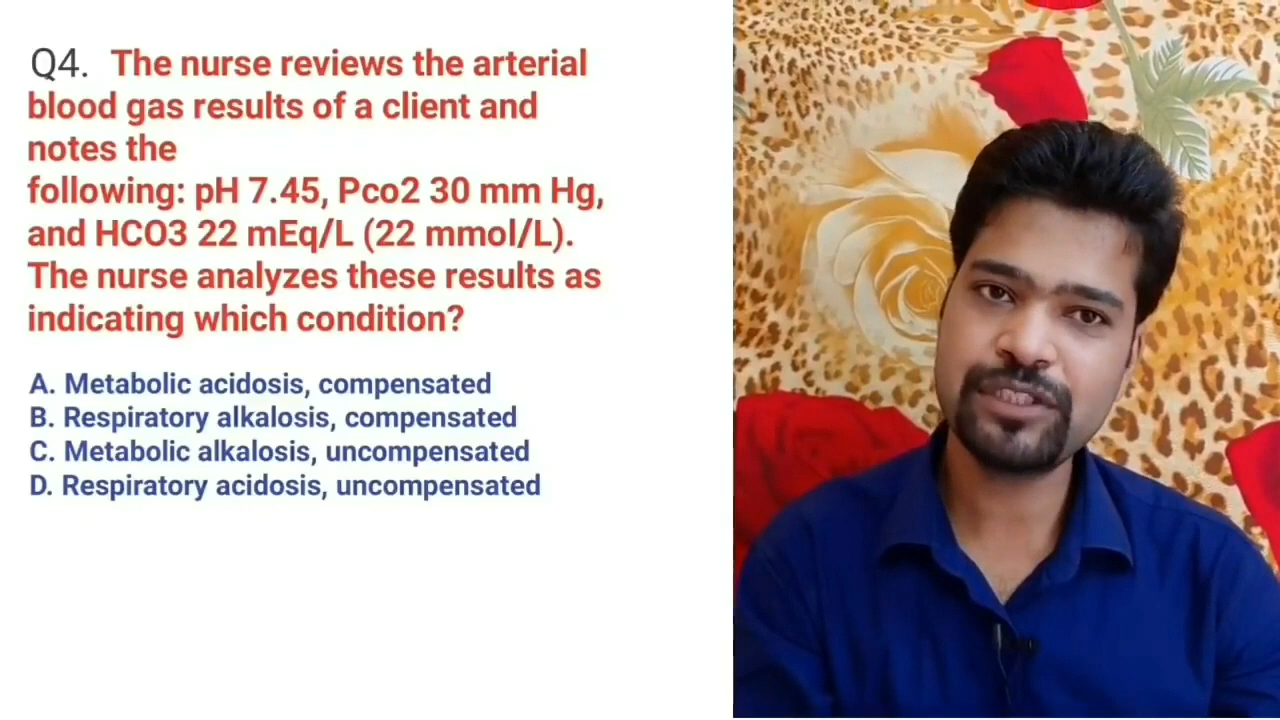 Q4. The nurse reviews the arterial
blood gas results of a client and
notes the
following: pH 7.45, Pco2 30 mm Hg,
and HCO3 22 mEq/L (22 mmol/L).
The nurse analyzes these results as
indicating which condition?
A. Metabolic acidosis, compensated
B. Respiratory alkalosis, compensated
C. Metabolic alkalosis, uncompensated
D. Respiratory acidosis, uncompensated